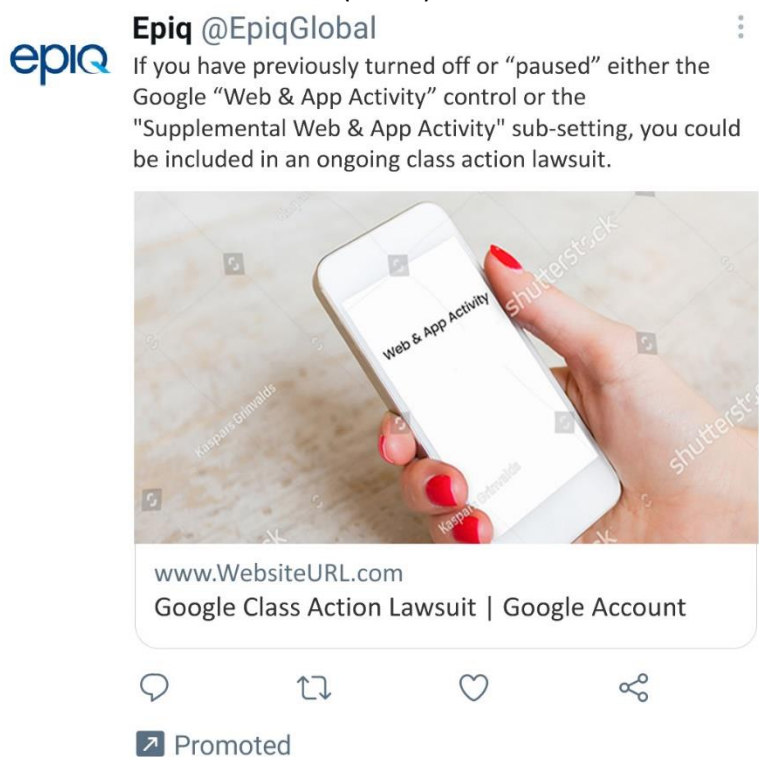 epiq
Epiq @EpiqGlobal
If you have previously turned off or “paused” either the
Google “Web & App Activity” control or the
"Supplemental Web & App Activity" sub-setting, you could
be included in an ongoing class action lawsuit.
shutterstock
Web & App Activity
Kaspars Grinvalds
shutterst
Kaspars Grinvalds
www.WebsiteURL.com
Google Class Action Lawsuit | Google Account
Promoted